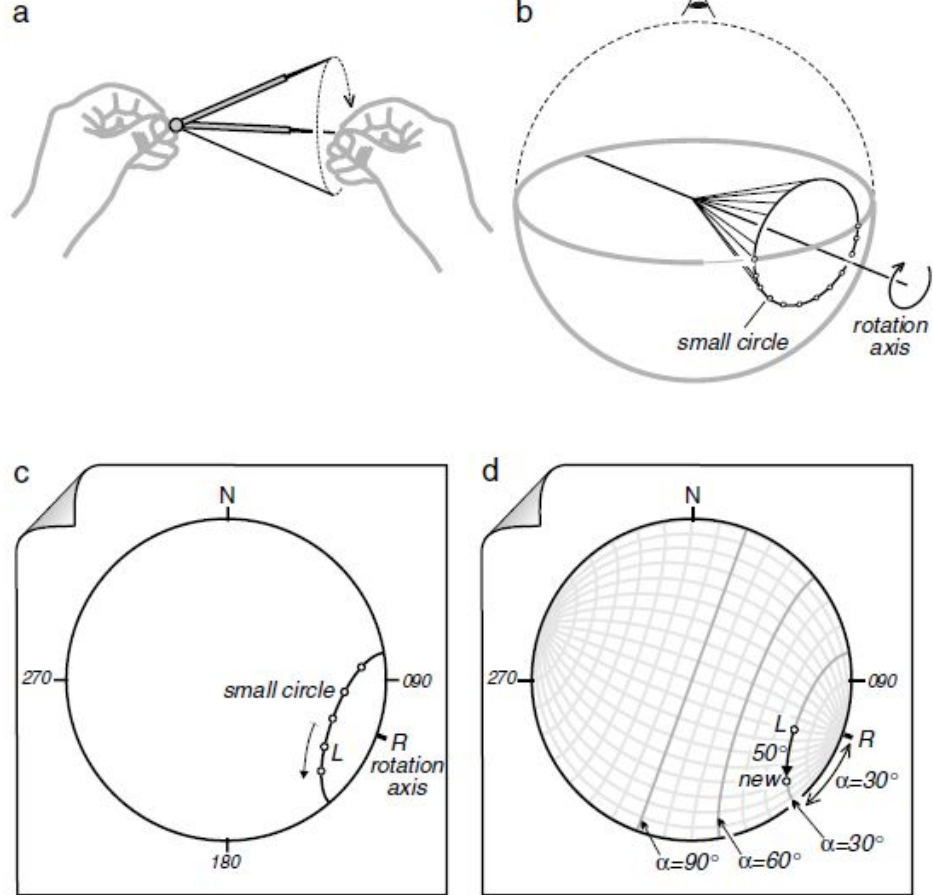 a
b
small circle
rotation
axis
c
N
270
090
small circle
L
R
rotation
axis
180
d
N
270
090
L
R
50°
new
α=30°
α=30°
α=90°
α=60°